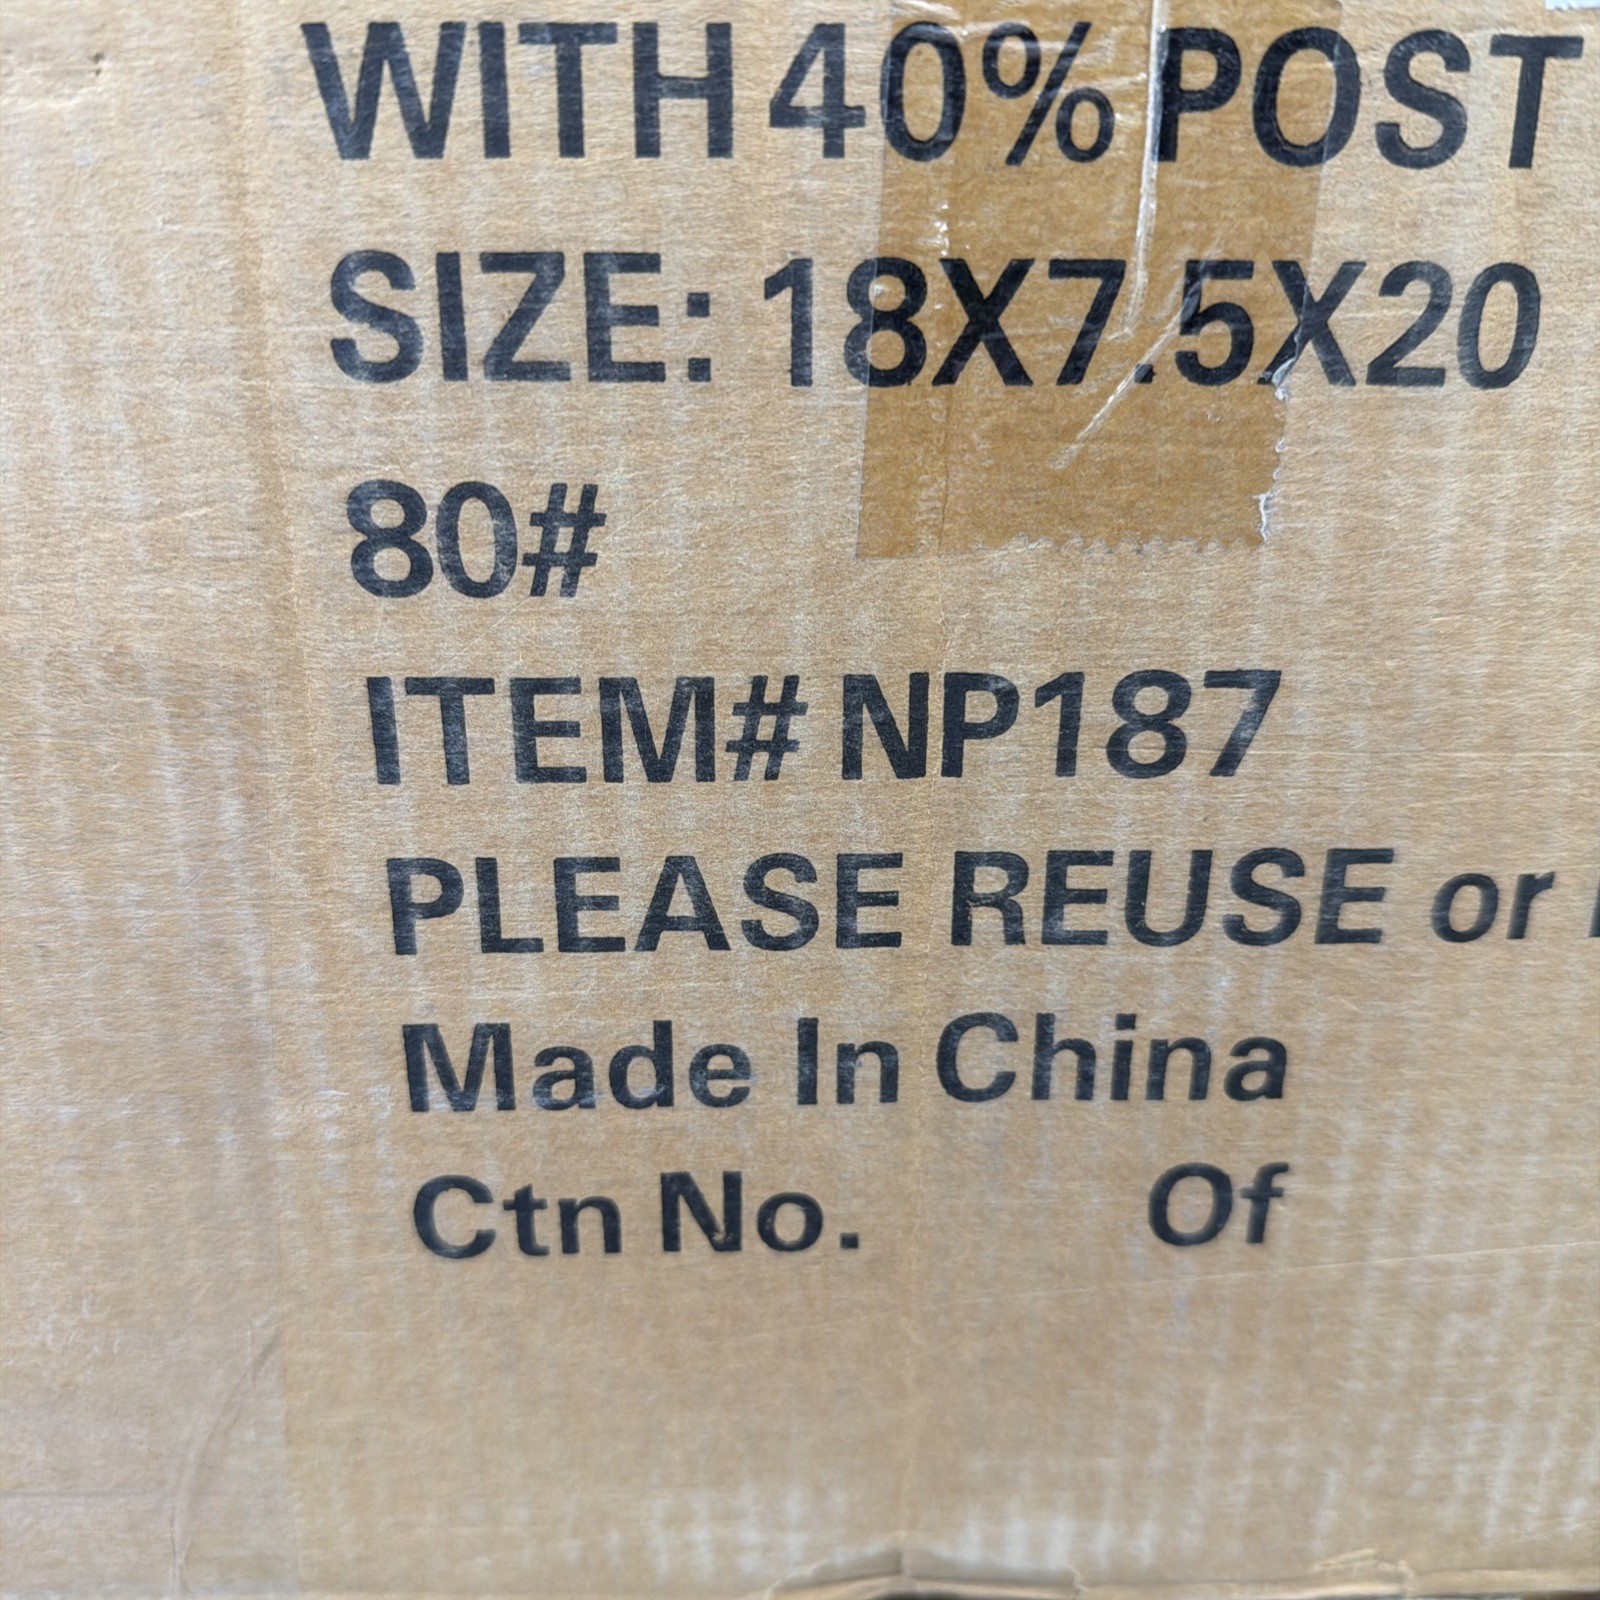 WITH 40% POST
SIZE: 18X7.5X20
80#
ITEM# NP187
PLEASE REUSE or
Made In China
Ctn No. Of